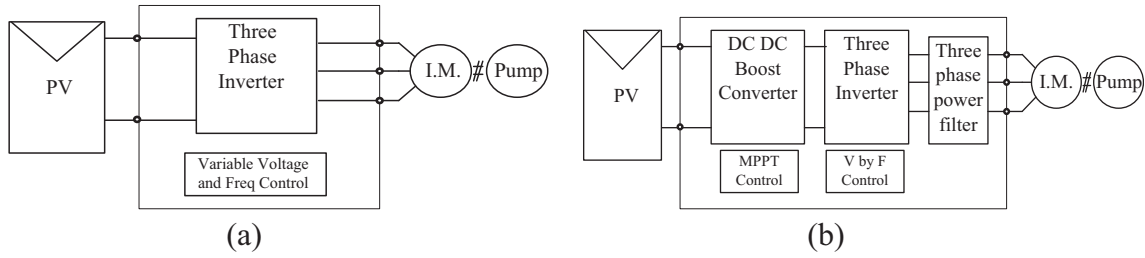 PV
Three
Phase
Inverter
I.M.
#
Pump
Variable Voltage
and Freq Control
(a)
PV
DC DC
Boost
Converter
Three
Phase
Inverter
Three
phase
power
filter
I.M.
#
Pump
MPPT
Control
V by F
Control
(b)